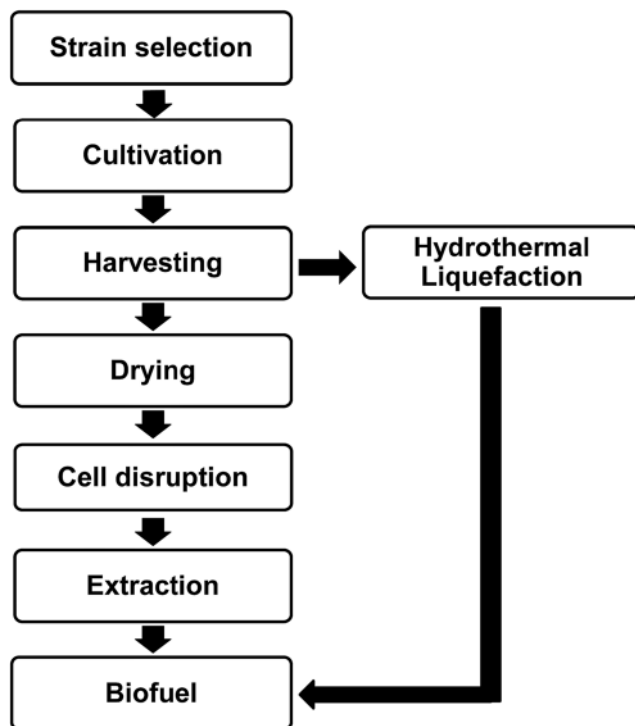 Strain selection
Cultivation
Harvesting
Hydrothermal
Liquefaction
Drying
Cell disruption
Extraction
Biofuel